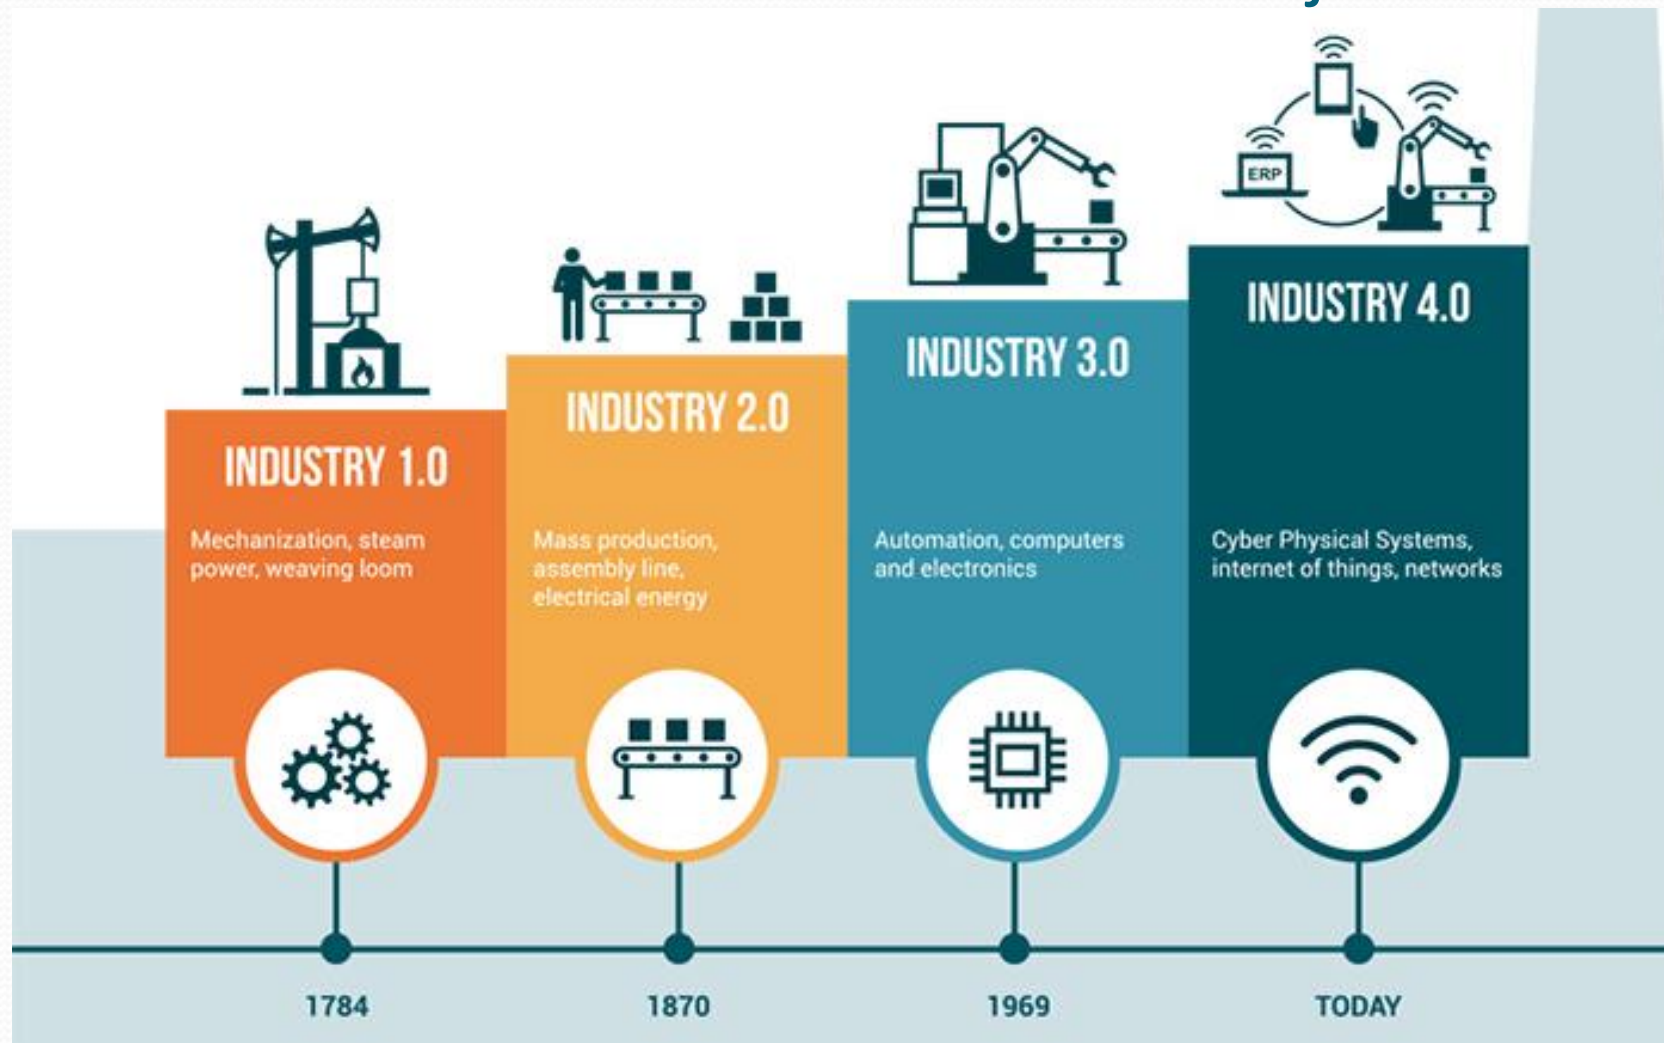 INDUSTRY 1.0
Mechanization, steam
power, weaving loom
1784
INDUSTRY 2.0
Mass production,
assembly line,
electrical energy
1870
INDUSTRY 3.0
Automation, computers
and electronics
1969
ERP
INDUSTRY 4.0
Cyber Physical Systems,
internet of things, networks
TODAY